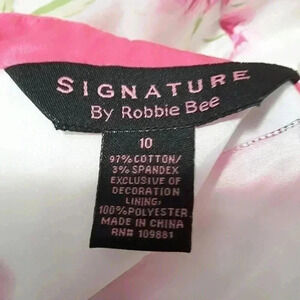 SIGNATURE
By Robbie Bee
10
97% COTTON/
3% SPANDEX
EXCLUSIVE OF
DECORATION
LINING:
100% POLYESTER
MADE IN CHINA
RN# 109881